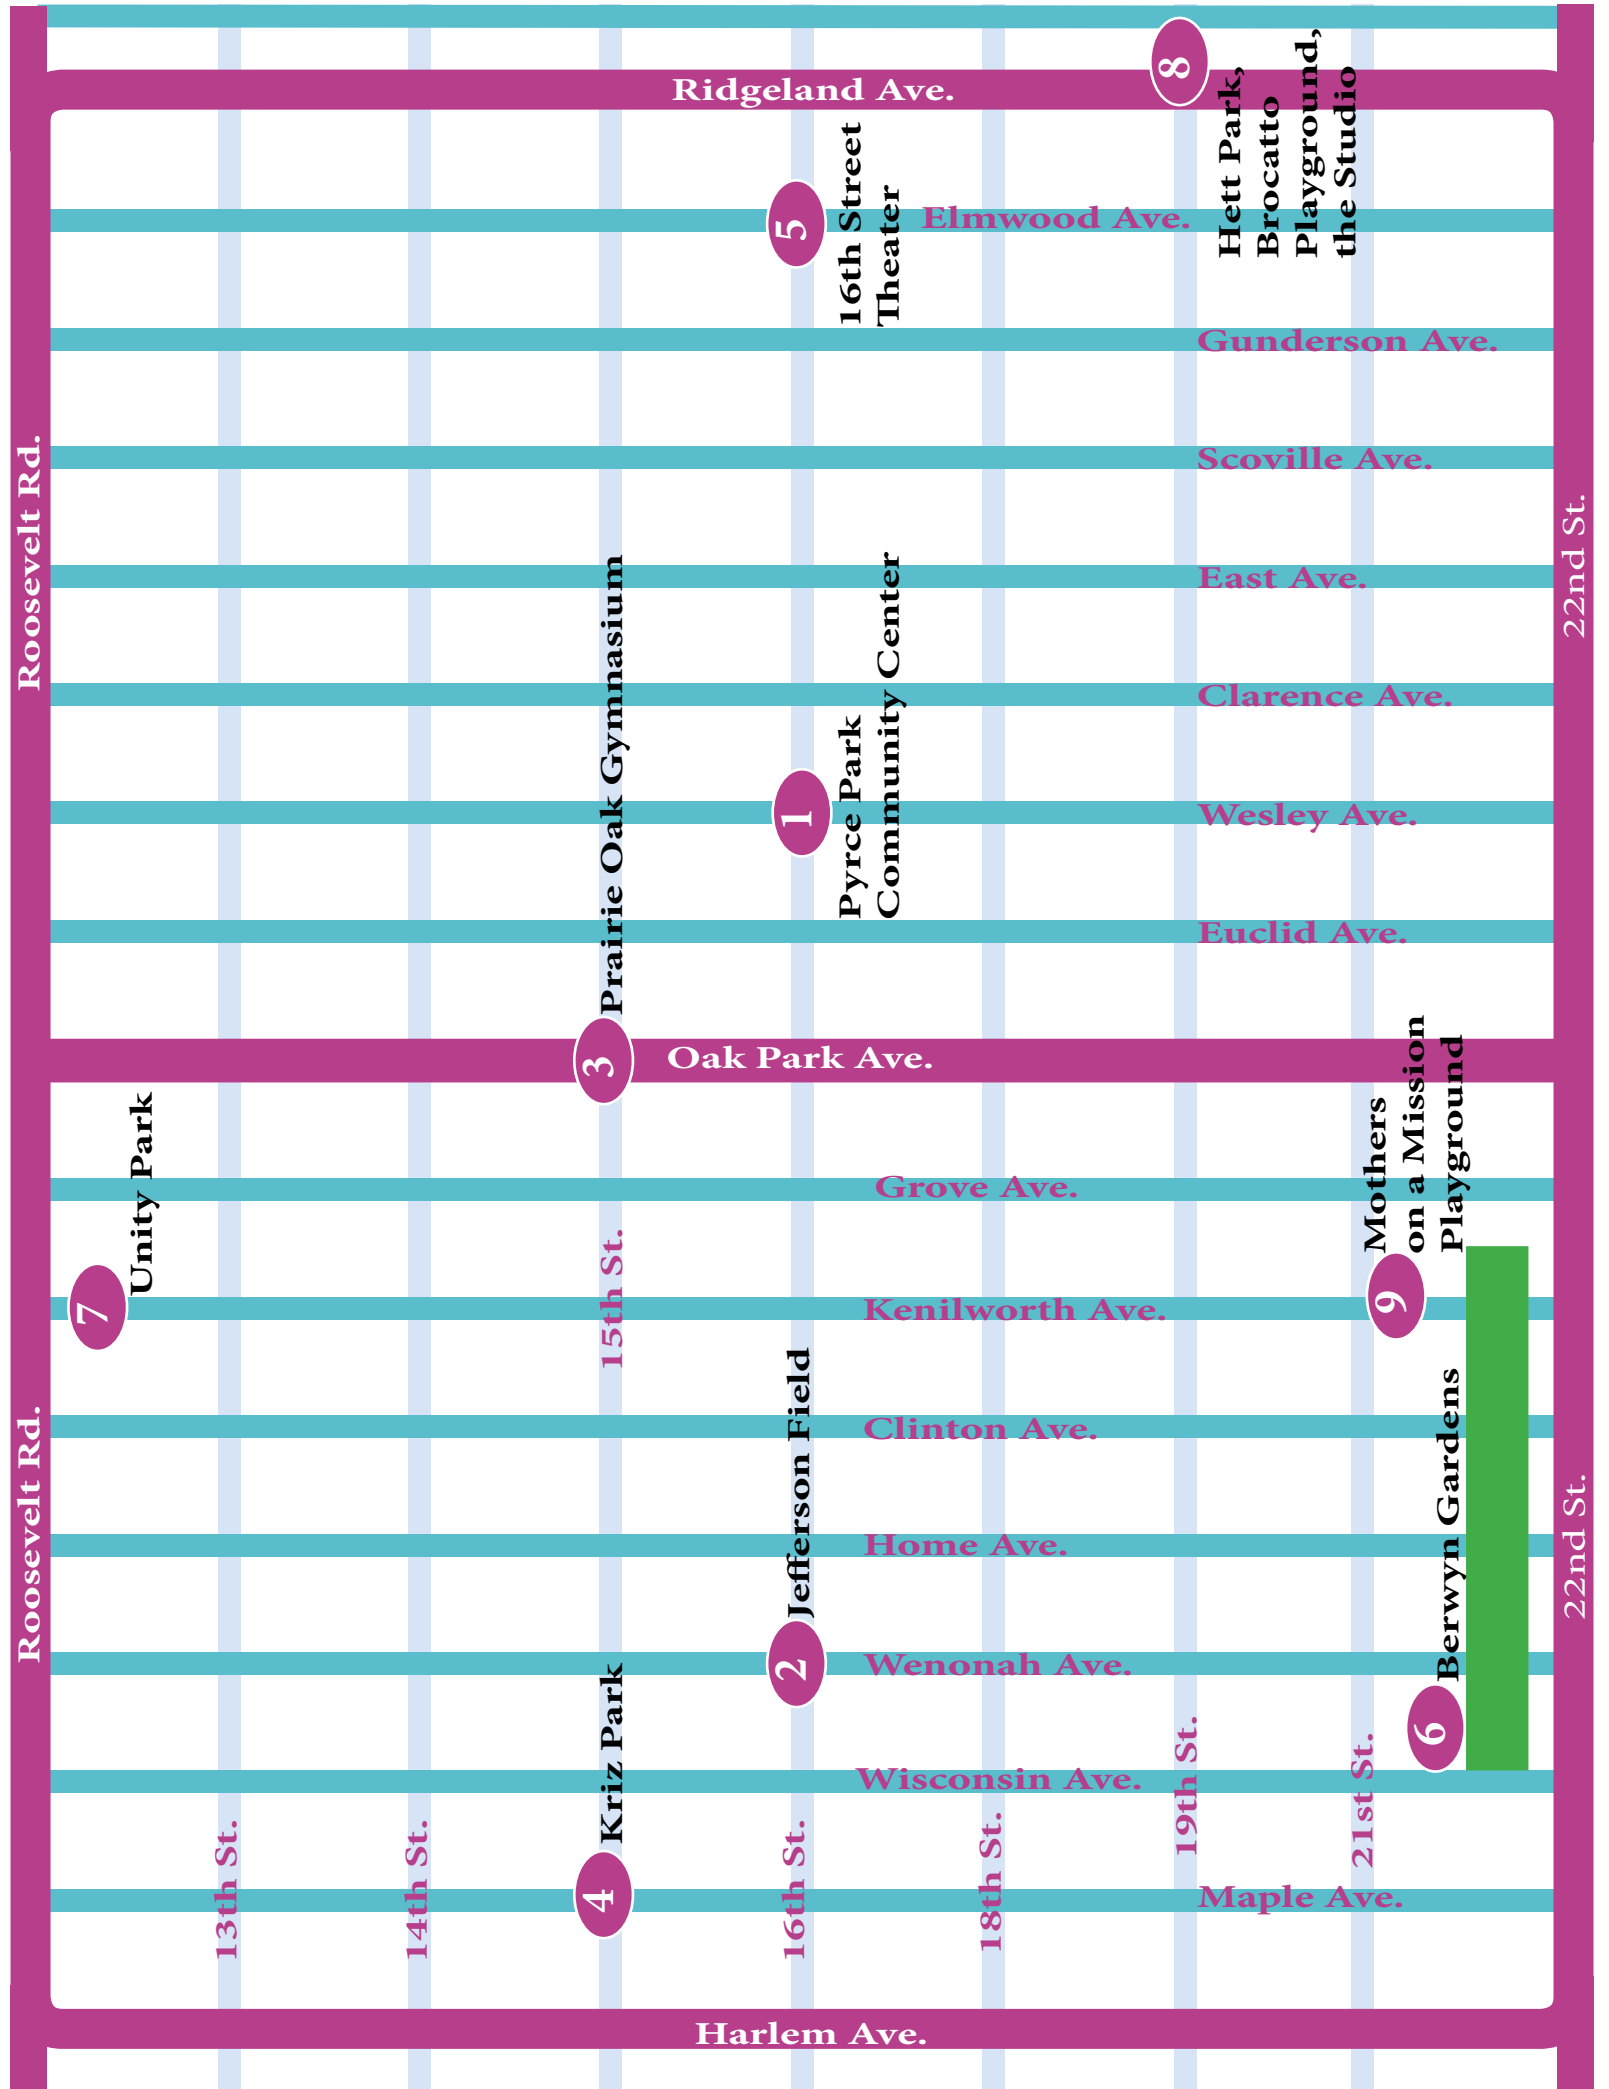 8
Ridgeland Ave.
Hett Park,
Brocatto
Playground,
the Studio
5
16th Street
Theater
Elmwood Ave.
Gunderson Ave.
Roosevelt Rd.
Scoville Ave.
22nd St.
East Ave.
Clarence Ave.
1
Pyrce Park
Community Center
Wesley Ave.
Euclid Ave.
3
Prairie Oak Gymnasium
Oak Park Ave.
Grove Ave.
7
Unity Park
15th St.
Kenilworth Ave.
9
Mothers
on a Mission
Playground
Clinton Ave.
Roosevelt Rd.
Home Ave.
22nd St.
2
Jefferson Field
Wenonah Ave.
6
Berwyn Gardens
Wisconsin Ave.
4
Kriz Park
13th St.
14th St.
16th St.
18th St.
19th St.
21st St.
Maple Ave.
Harlem Ave.